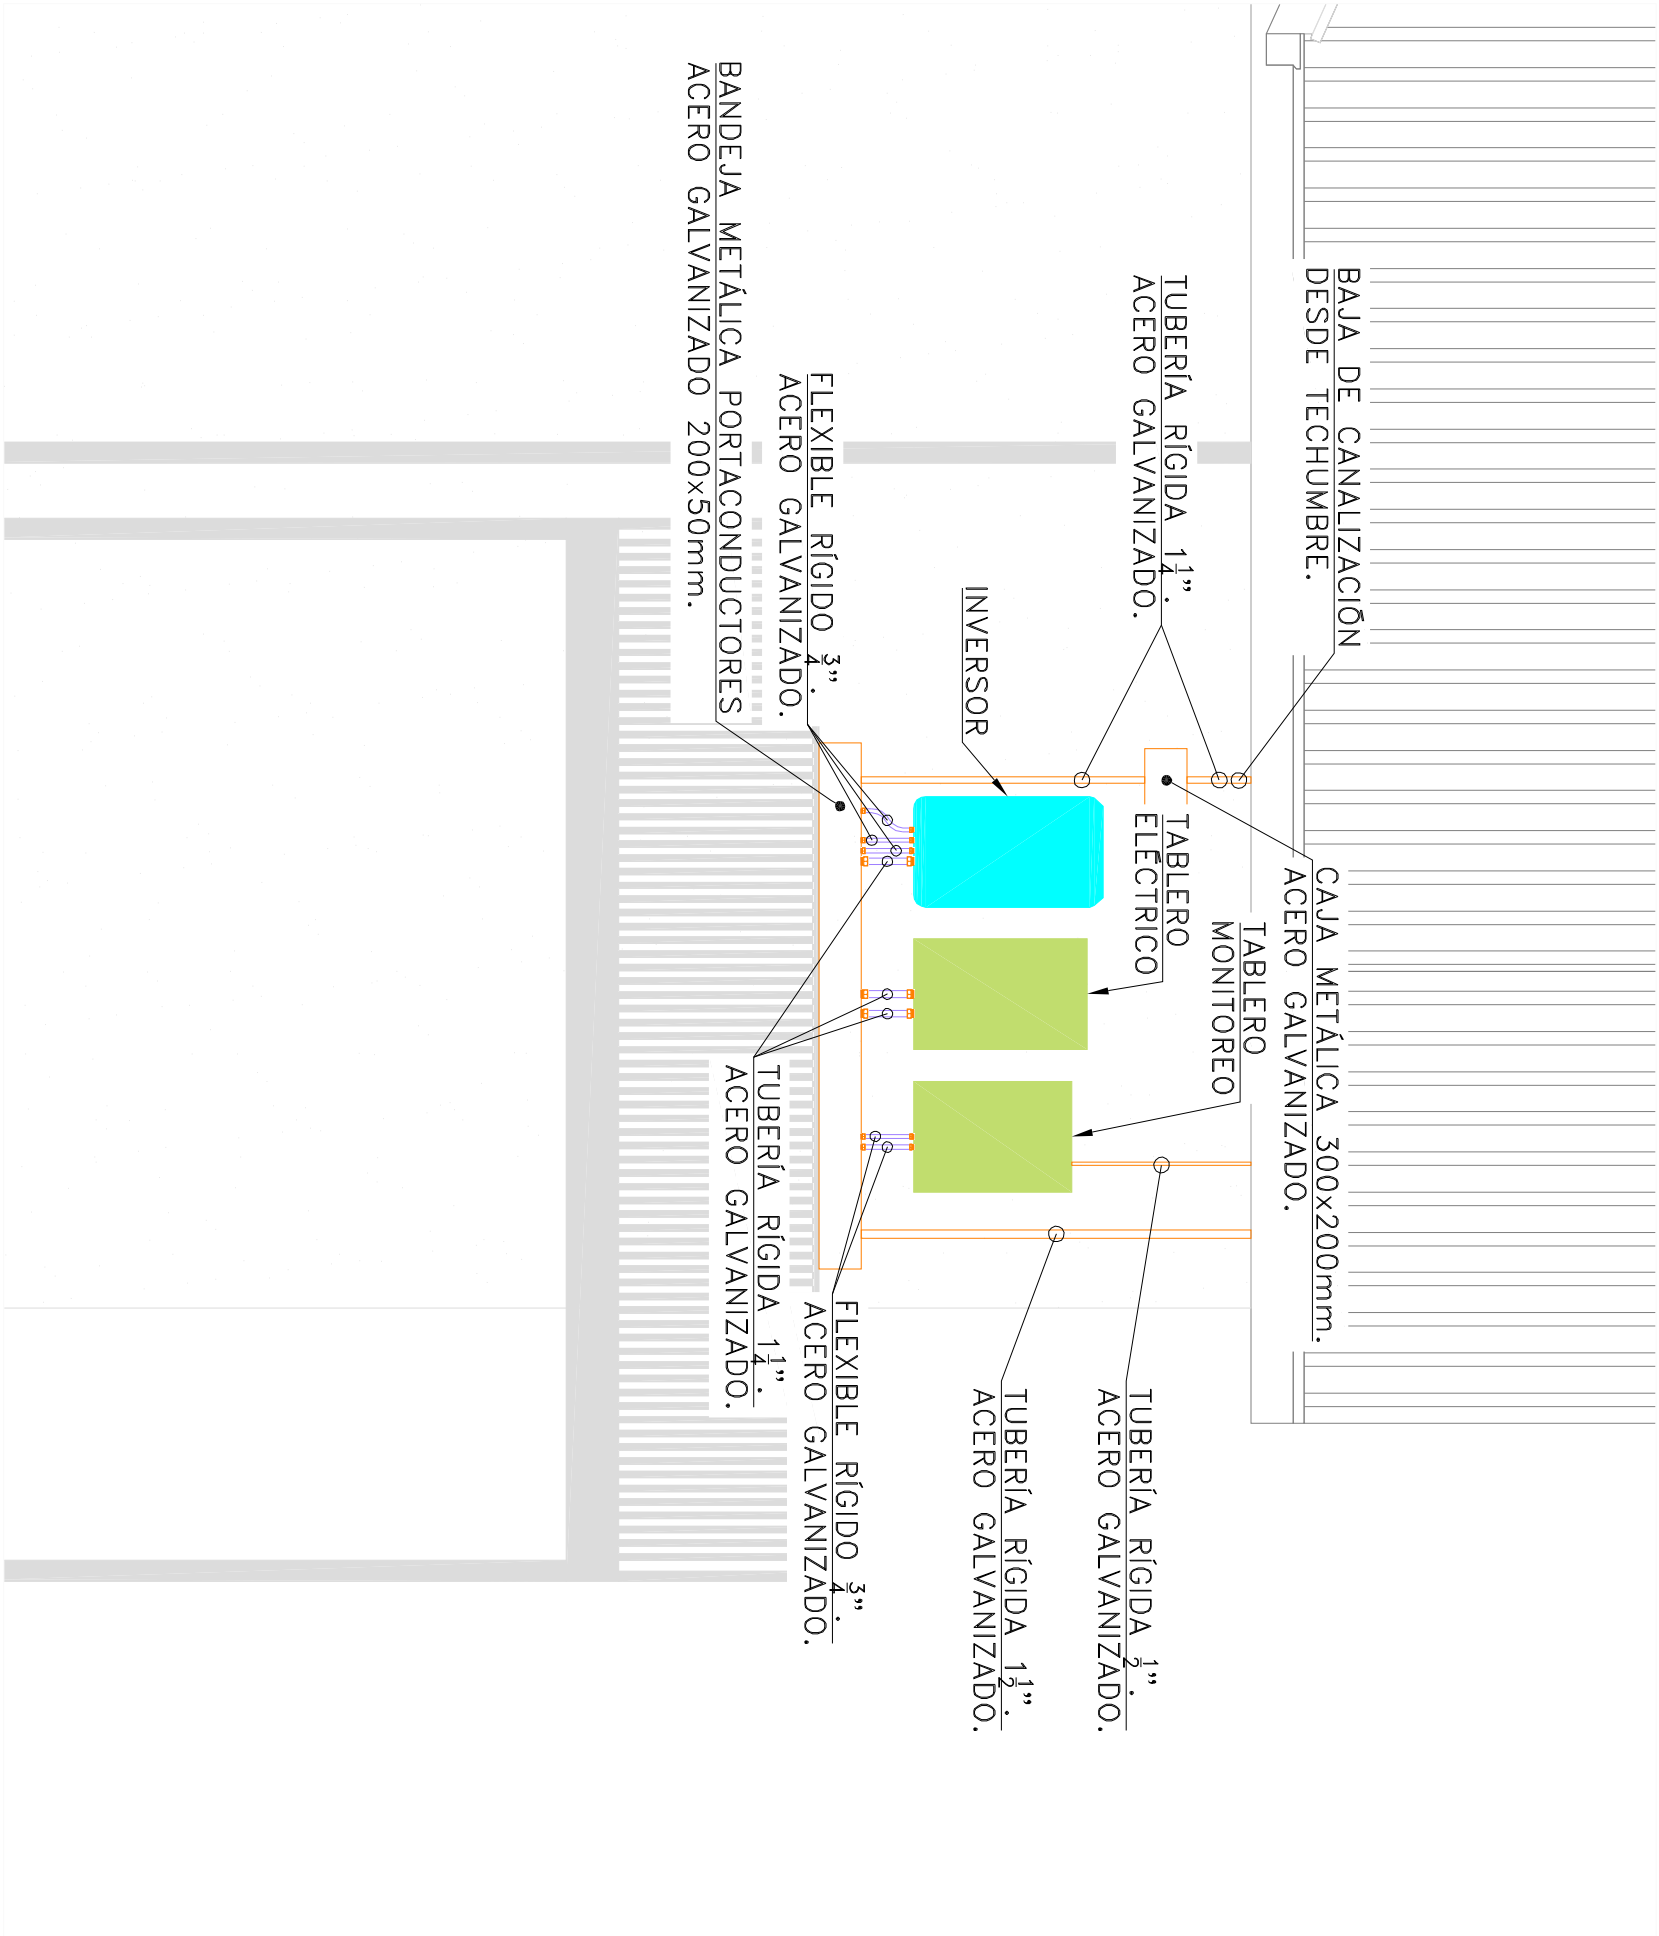 BAJA DE CANALIZACIÓN
DESDE TECHUMBRE.
TUBERÍA RÍGIDA 1 1/4".
ACERO GALVANIZADO.
CAJA METÁLICA 300x200mm.
ACERO GALVANIZADO.
TABLERO
MONITOREO
TABLERO
ELÉCTRICO
INVERSOR
TUBERÍA RÍGIDA 1/2".
ACERO GALVANIZADO.
TUBERÍA RÍGIDA 1 1/2".
ACERO GALVANIZADO.
FLEXIBLE RÍGIDO 3/4".
ACERO GALVANIZADO.
BANDEJA METÁLICA PORTACONDUCTORES
ACERO GALVANIZADO 200x50mm.
FLEXIBLE RÍGIDO 3/4".
ACERO GALVANIZADO.
TUBERÍA RÍGIDA 1 1/4".
ACERO GALVANIZADO.